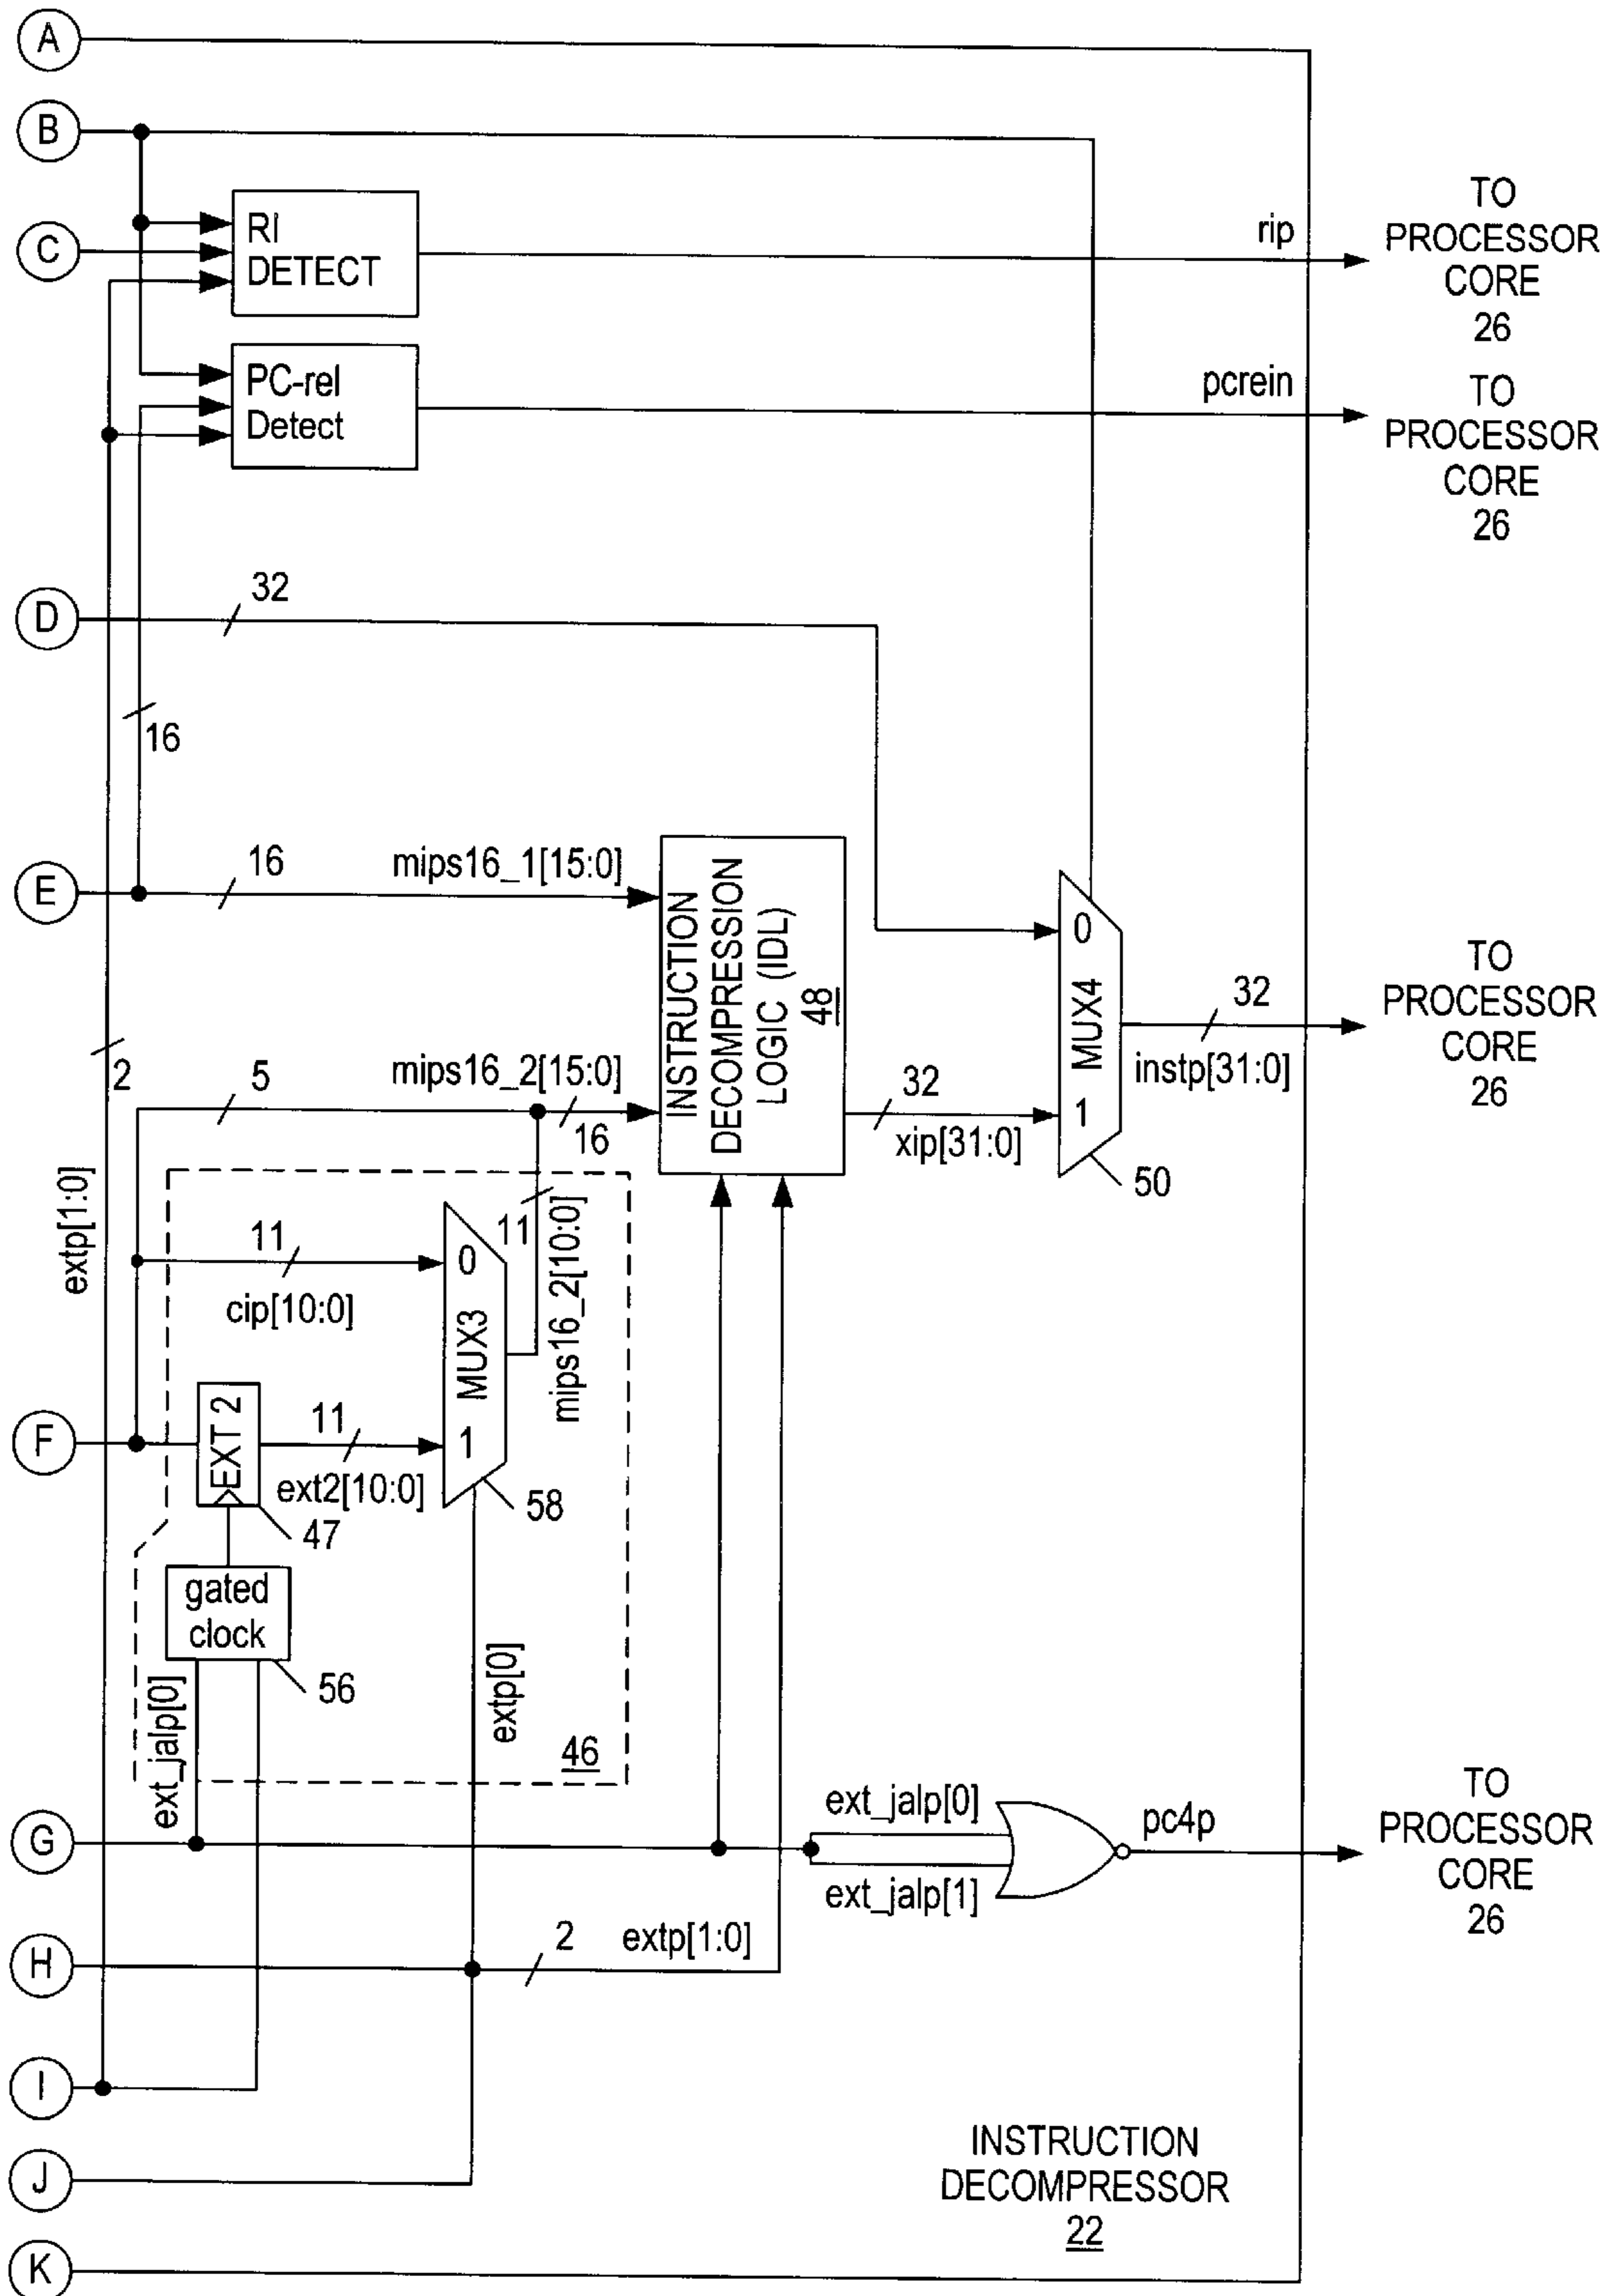 A
B
C
RI
DETECT
rip
TO
PROCESSOR
CORE
26
PC-rel
Detect
pcrein
TO
PROCESSOR
CORE
26
D
32
16
E
16
mips16_1[15:0]
INSTRUCTION
DECOMPRESSION
LOGIC (IDL)
48
0
MUX4
1
50
32
instp[31:0]
TO
PROCESSOR
CORE
26
2
extp[1:0]
5
mips16_2[15:0]
16
32
xip[31:0]
11
cip[10:0]
0
MUX3
1
58
11
mips16_2[10:0]
F
EXT 2
47
11
ext2[10:0]
gated
clock
56
ext_jalp[0]
extp[0]
46
G
ext_jalp[0]
ext_jalp[1]
pc4p
TO
PROCESSOR
CORE
26
H
2
extp[1:0]
I
J
INSTRUCTION
DECOMPRESSOR
22
K